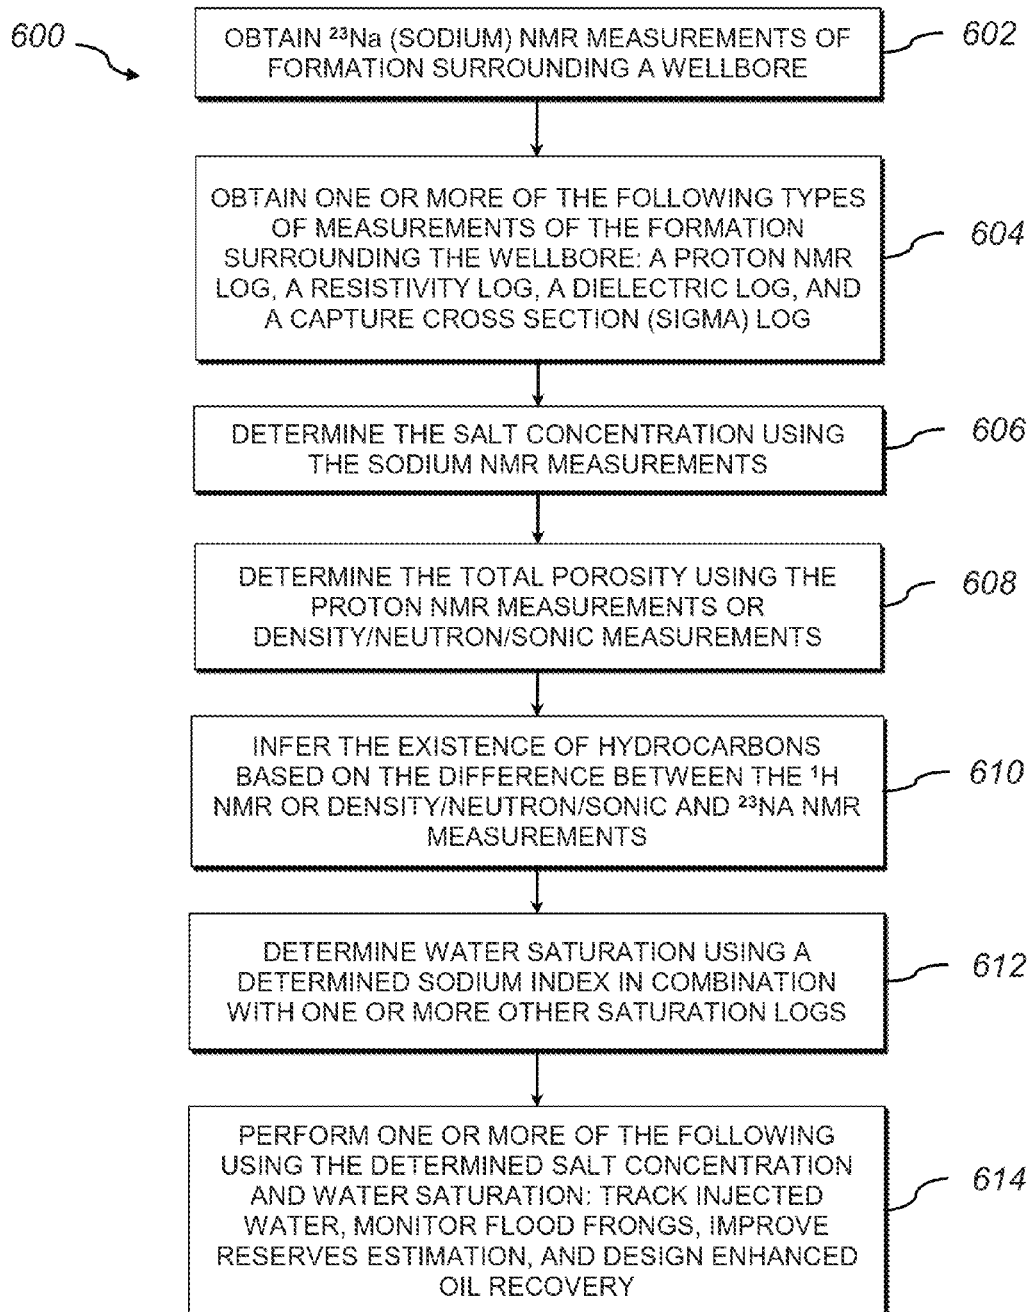 600
OBTAIN ²³Na (SODIUM) NMR MEASUREMENTS OF
FORMATION SURROUNDING A WELLBORE
602
OBTAIN ONE OR MORE OF THE FOLLOWING TYPES
OF MEASUREMENTS OF THE FORMATION
SURROUNDING THE WELLBORE: A PROTON NMR
LOG, A RESISTIVITY LOG, A DIELECTRIC LOG, AND
A CAPTURE CROSS SECTION (SIGMA) LOG
604
DETERMINE THE SALT CONCENTRATION USING
THE SODIUM NMR MEASUREMENTS
606
DETERMINE THE TOTAL POROSITY USING THE
PROTON NMR MEASUREMENTS OR
DENSITY/NEUTRON/SONIC MEASUREMENTS
608
INFER THE EXISTENCE OF HYDROCARBONS
BASED ON THE DIFFERENCE BETWEEN THE ¹H
NMR OR DENSITY/NEUTRON/SONIC AND ²³NA NMR
MEASUREMENTS
610
DETERMINE WATER SATURATION USING A
DETERMINED SODIUM INDEX IN COMBINATION
WITH ONE OR MORE OTHER SATURATION LOGS
612
PERFORM ONE OR MORE OF THE FOLLOWING
USING THE DETERMINED SALT CONCENTRATION
AND WATER SATURATION: TRACK INJECTED
WATER, MONITOR FLOOD FRONGS, IMPROVE
RESERVES ESTIMATION, AND DESIGN ENHANCED
OIL RECOVERY
614